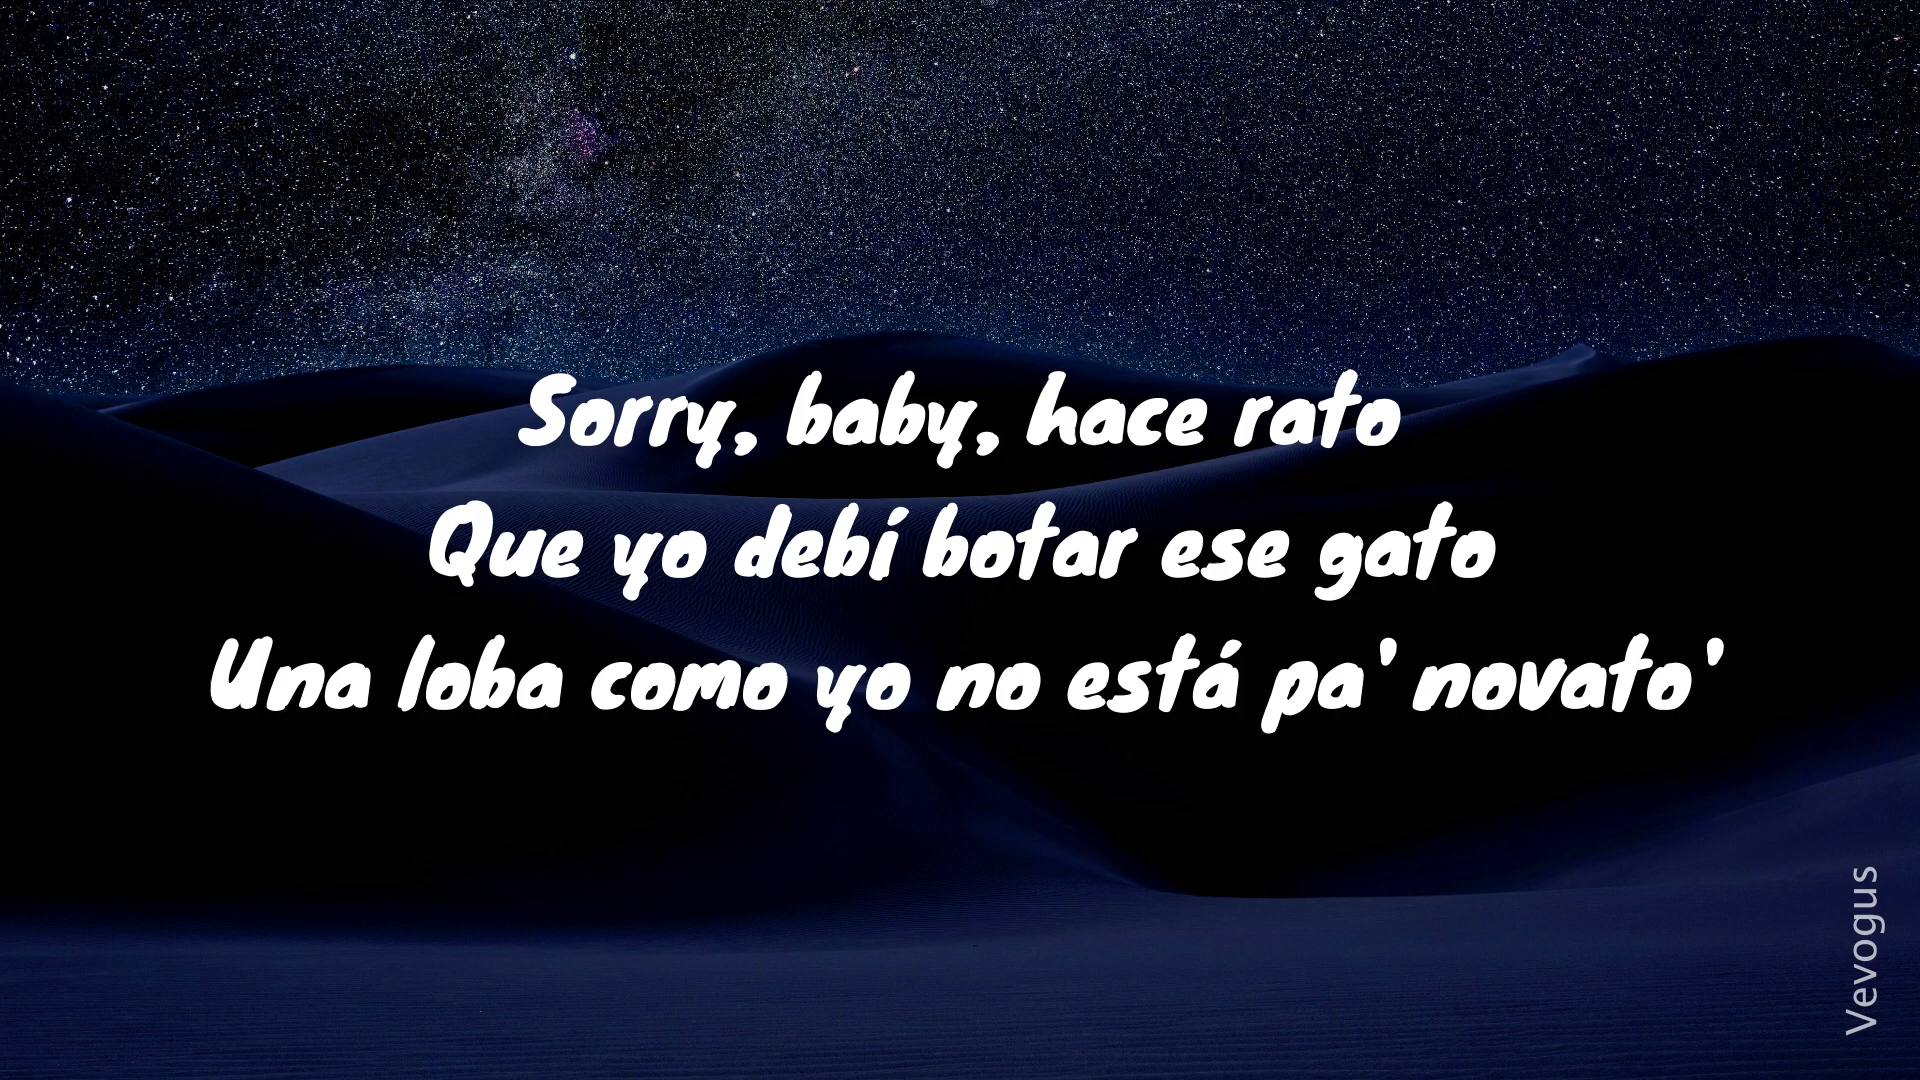 Sorry, baby, hace rato
Que yo debí botar ese gato
Una loba como yo no está pa' novato'
Vevogus